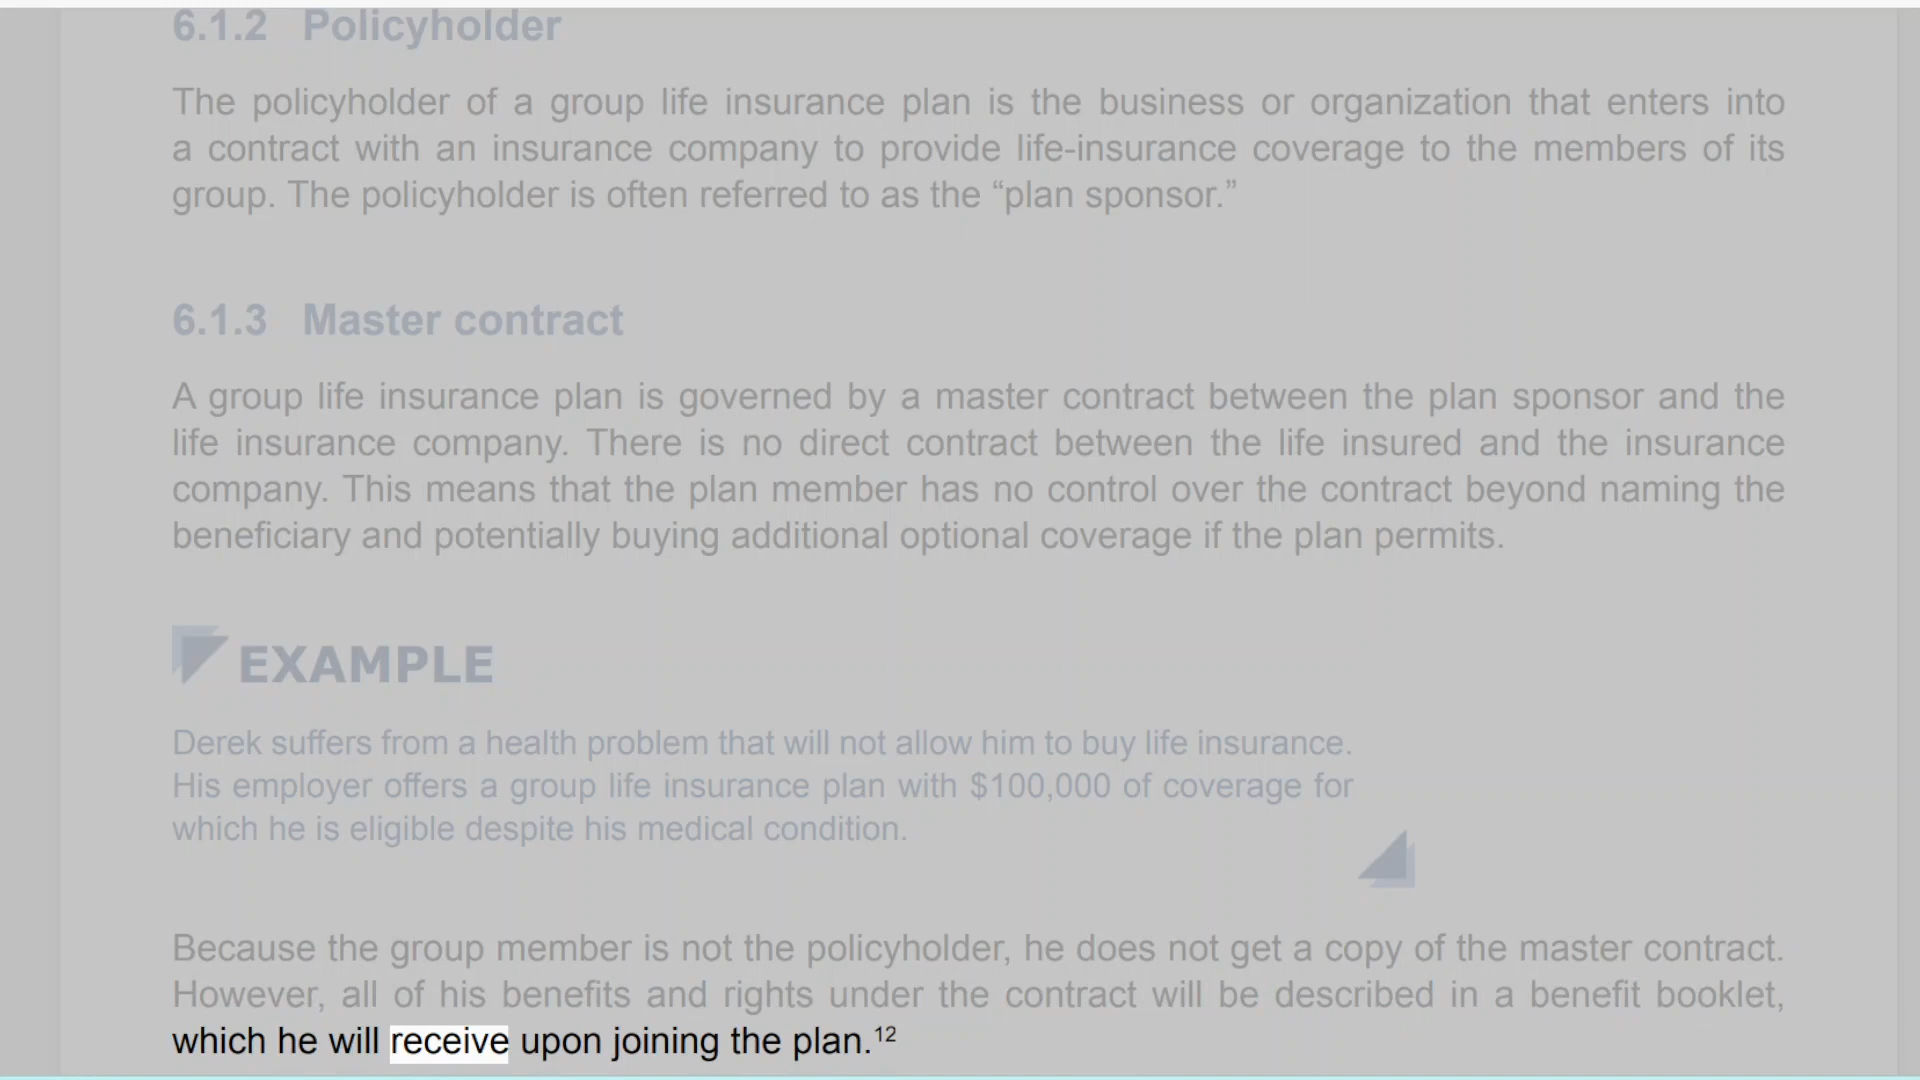 6.1.2 Policyholder
The policyholder of a group life insurance plan is the business or organization that enters into
a contract with an insurance company to provide life-insurance coverage to the members of its
group. The policyholder is often referred to as the “plan sponsor.”
6.1.3 Master contract
A group life insurance plan is governed by a master contract between the plan sponsor and the
life insurance company. There is no direct contract between the life insured and the insurance
company. This means that the plan member has no control over the contract beyond naming the
beneficiary and potentially buying additional optional coverage if the plan permits.
EXAMPLE
Derek suffers from a health problem that will not allow him to buy life insurance.
His employer offers a group life insurance plan with $100,000 of coverage for
which he is eligible despite his medical condition.
Because the group member is not the policyholder, he does not get a copy of the master contract.
However, all of his benefits and rights under the contract will be described in a benefit booklet,
which he will receive upon joining the plan.12